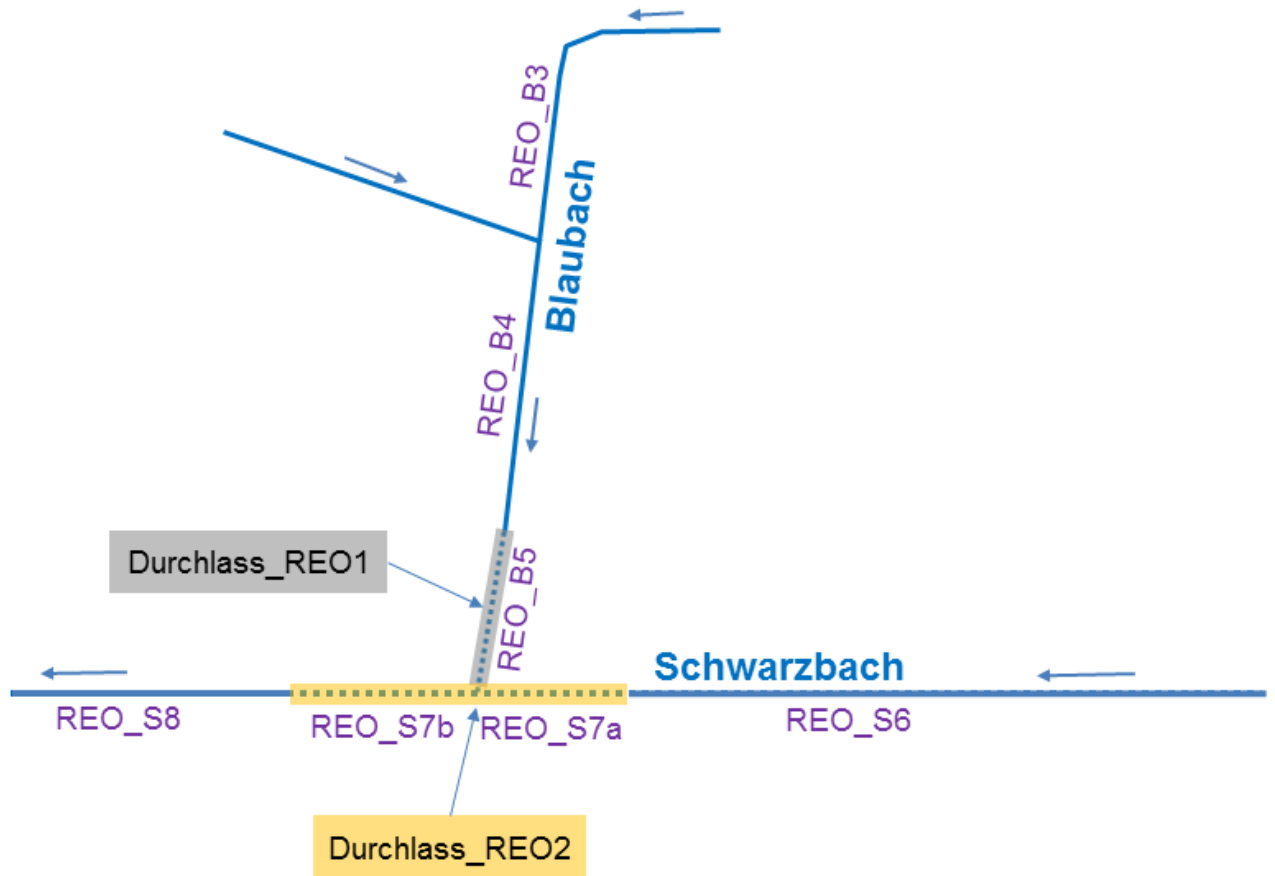 REO_B3
Blaubach
REO_B4
Durchlass_REO1
REO_B5
Schwarzbach
REO_S8
REO_S7b
REO_S7a
REO_S6
Durchlass_REO2